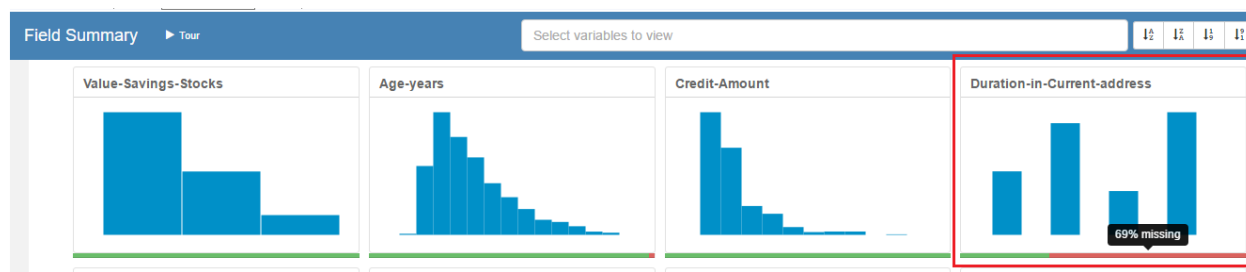 Field Summary ▶ Tour Select variables to view
Value-Savings-Stocks Age-years Credit-Amount Duration-in-Current-address
69% missing